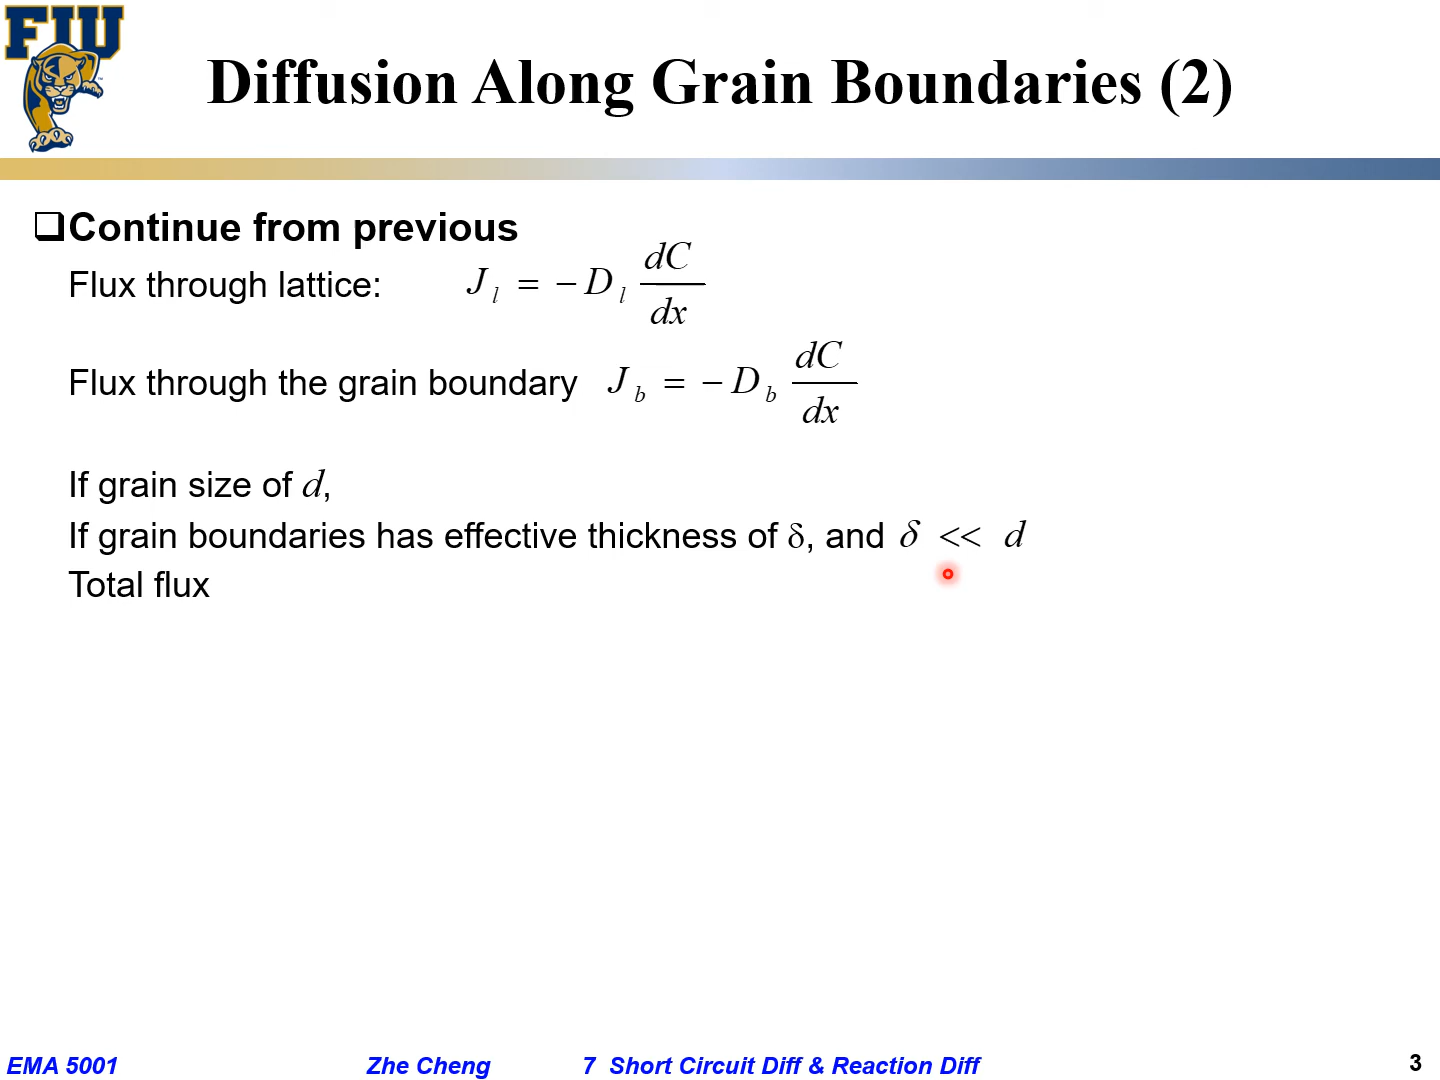 FIU
Diffusion Along Grain Boundaries (2)
Continue from previous
Flux through lattice: J_l = − D_l dC/dx
Flux through the grain boundary J_b = − D_b dC/dx
If grain size of d,
If grain boundaries has effective thickness of δ, and δ << d
Total flux
EMA 5001 Zhe Cheng 7 Short Circuit Diff & Reaction Diff 3